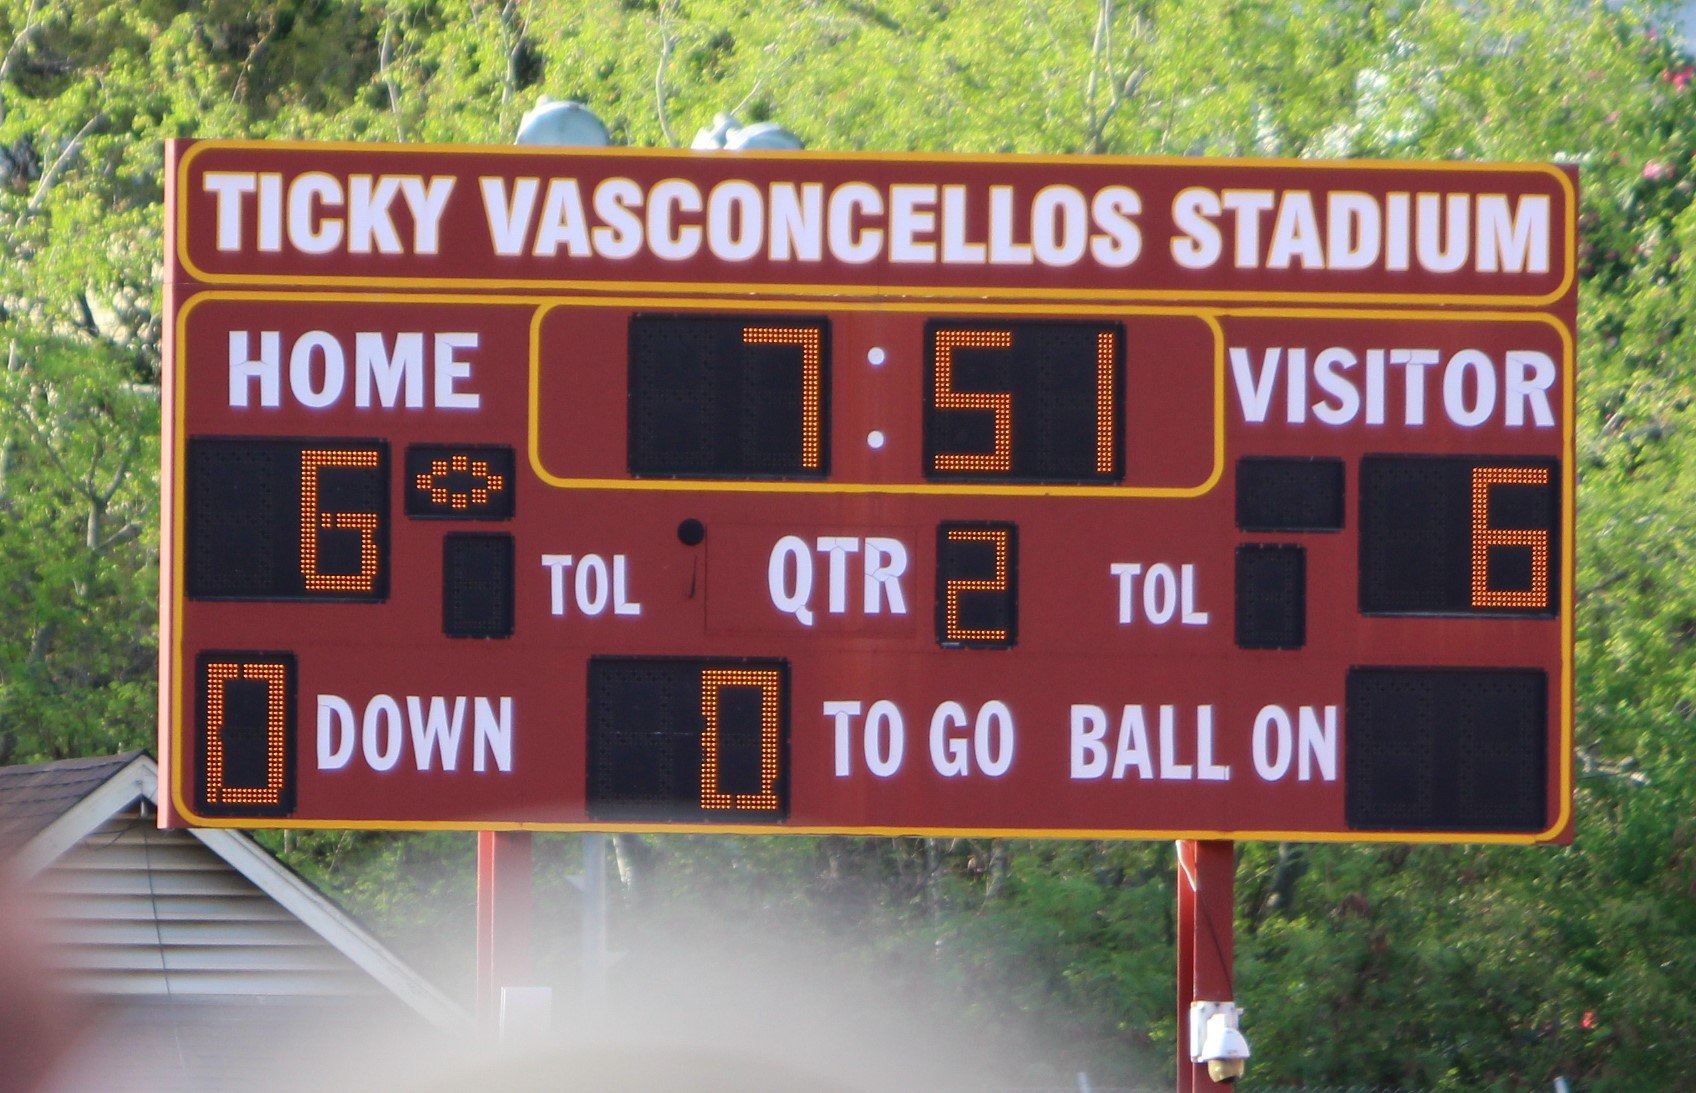 TICKY VASCONCELLOS STADIUM
HOME 7:51 VISITOR
6 6
TOL QTR 2 TOL
0 DOWN 0 TO GO BALL ON